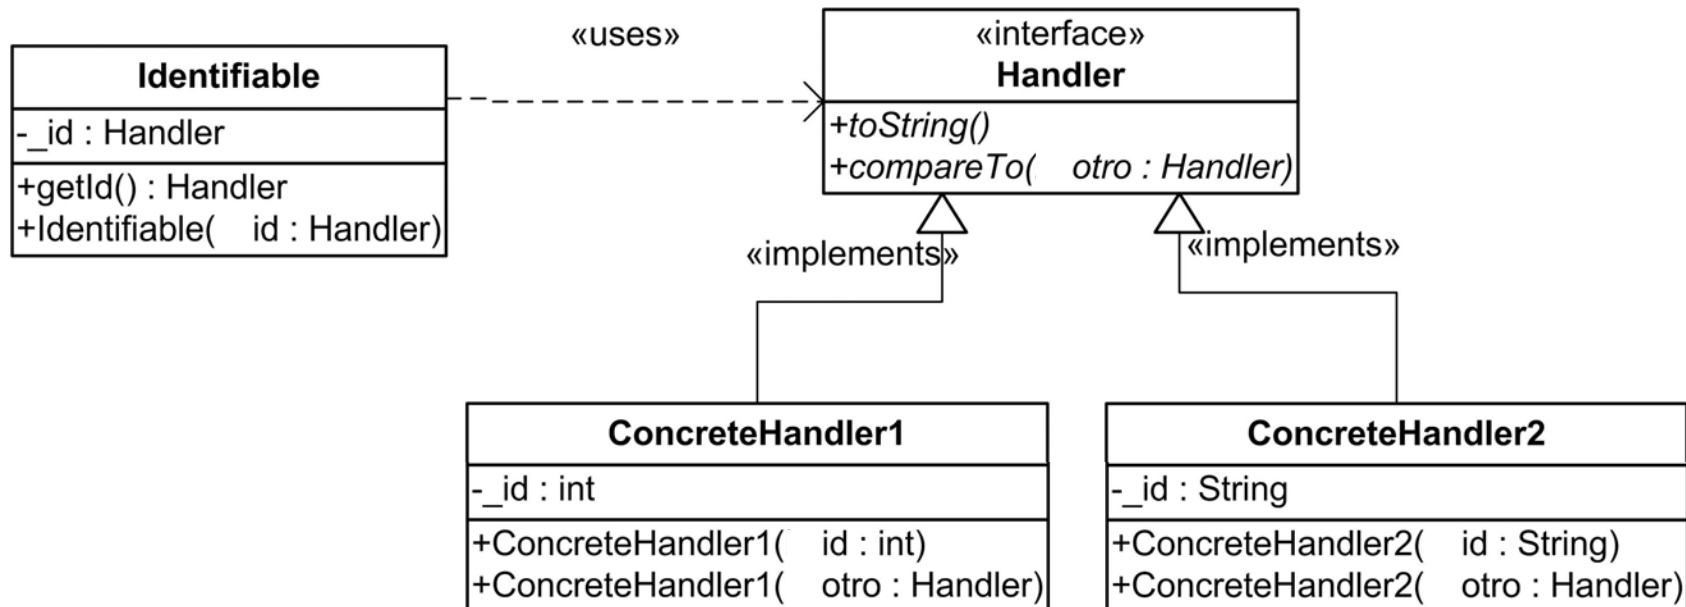 Identifiable
-_id : Handler
+getId() : Handler
+Identifiable( id : Handler)
«uses»
«interface»
Handler
+toString()
+compareTo( otro : Handler)
«implements»
«implements»
ConcreteHandler1
-_id : int
+ConcreteHandler1( id : int)
+ConcreteHandler1( otro : Handler)
ConcreteHandler2
-_id : String
+ConcreteHandler2( id : String)
+ConcreteHandler2( otro : Handler)